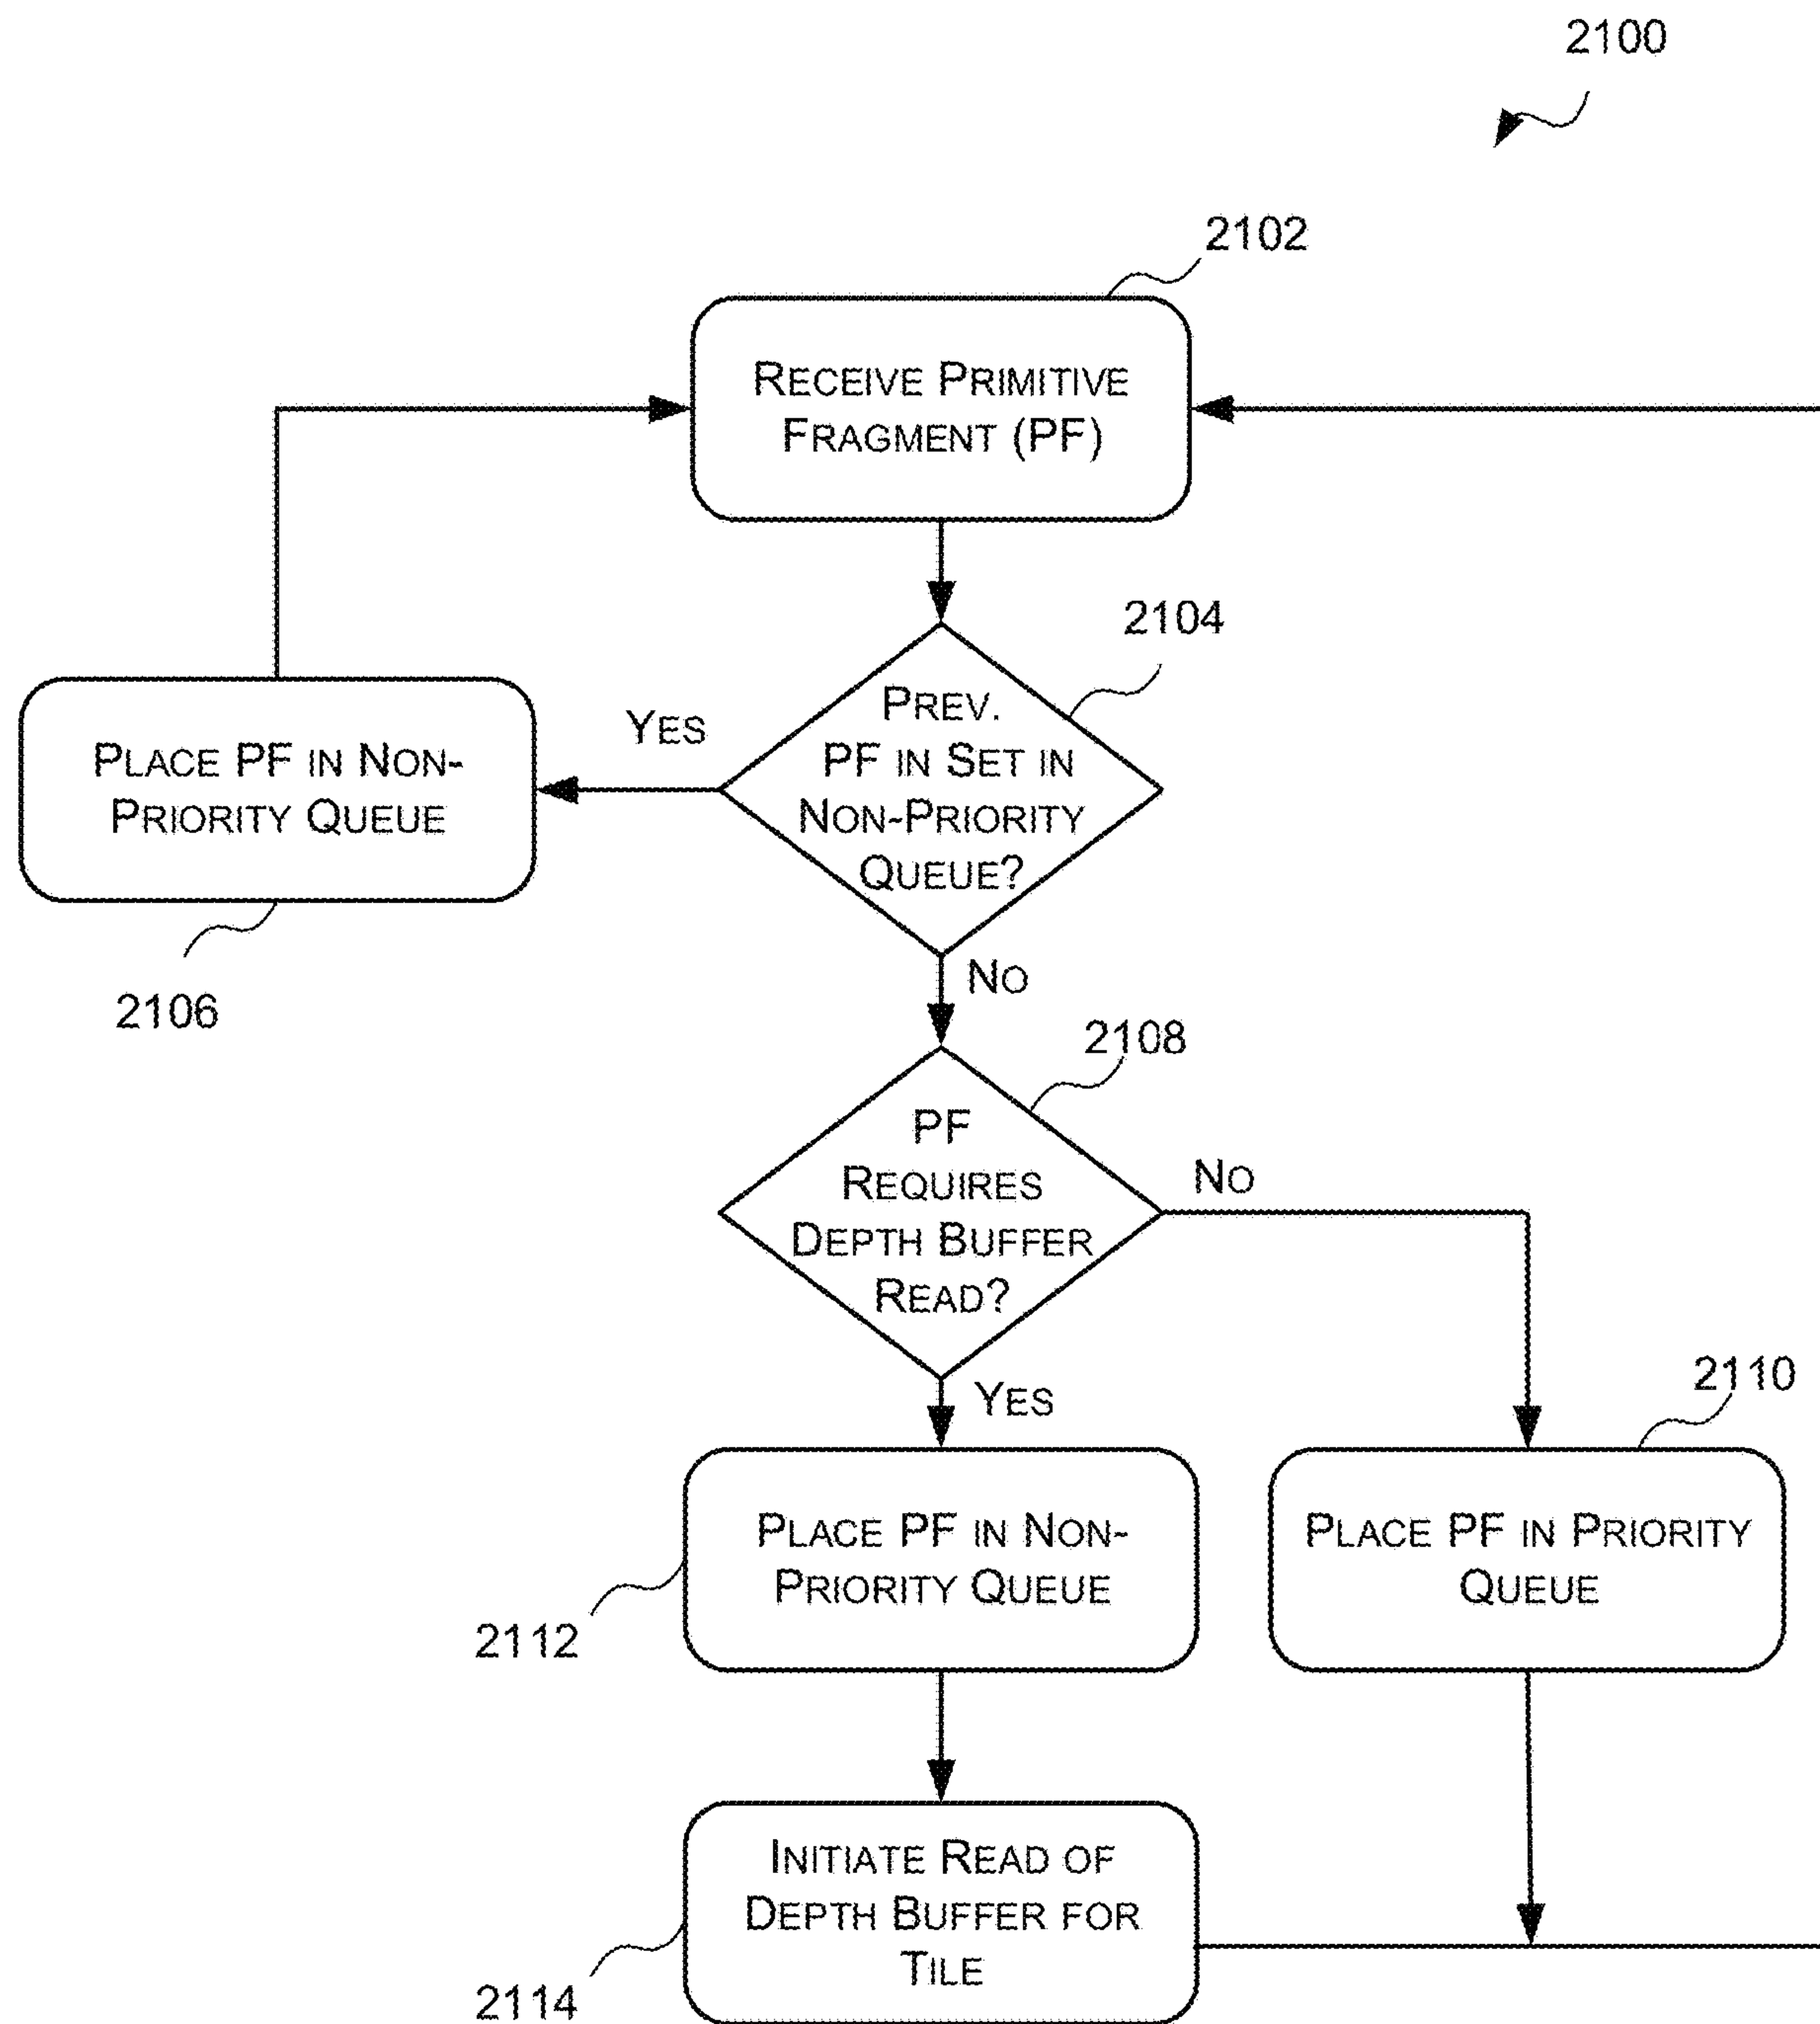 2100
2102
RECEIVE PRIMITIVE
FRAGMENT (PF)
2104
PREV.
PF IN SET IN
NON-PRIORITY
QUEUE?
YES
PLACE PF IN NON-
PRIORITY QUEUE
2106
NO
2108
PF
REQUIRES
DEPTH BUFFER
READ?
NO
YES
2110
PLACE PF IN NON-
PRIORITY QUEUE
2112
PLACE PF IN PRIORITY
QUEUE
INITIATE READ OF
DEPTH BUFFER FOR
TILE
2114